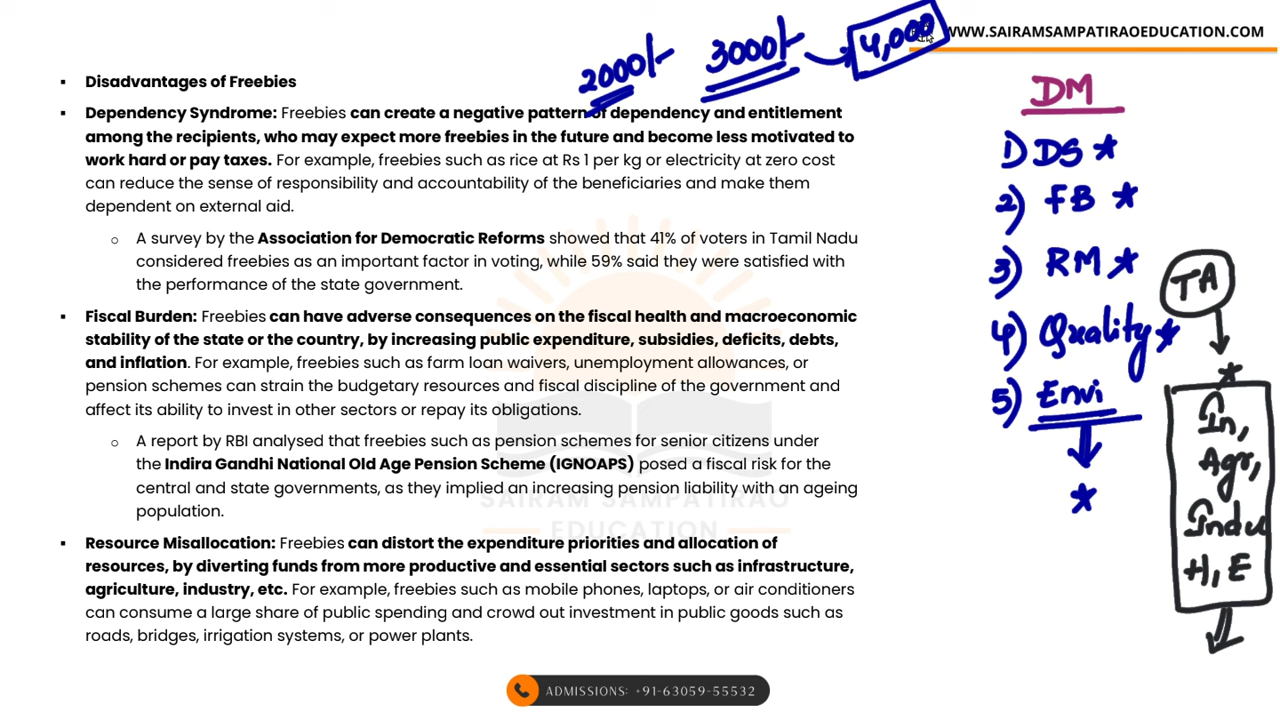 2000/- 3000/- 4,000
WWW.SAIRAMSAMPATIRAOEDUCATION.COM
▪ Disadvantages of Freebies
▪ Dependency Syndrome: Freebies can create a negative pattern of dependency and entitlement
among the recipients, who may expect more freebies in the future and become less motivated to
work hard or pay taxes. For example, freebies such as rice at Rs 1 per kg or electricity at zero cost
can reduce the sense of responsibility and accountability of the beneficiaries and make them
dependent on external aid.
o A survey by the Association for Democratic Reforms showed that 41% of voters in Tamil Nadu
considered freebies as an important factor in voting, while 59% said they were satisfied with
the performance of the state government.
▪ Fiscal Burden: Freebies can have adverse consequences on the fiscal health and macroeconomic
stability of the state or the country, by increasing public expenditure, subsidies, deficits, debts,
and inflation. For example, freebies such as farm loan waivers, unemployment allowances, or
pension schemes can strain the budgetary resources and fiscal discipline of the government and
affect its ability to invest in other sectors or repay its obligations.
o A report by RBI analysed that freebies such as pension schemes for senior citizens under
the Indira Gandhi National Old Age Pension Scheme (IGNOAPS) posed a fiscal risk for the
central and state governments, as they implied an increasing pension liability with an ageing
population.
▪ Resource Misallocation: Freebies can distort the expenditure priorities and allocation of
resources, by diverting funds from more productive and essential sectors such as infrastructure,
agriculture, industry, etc. For example, freebies such as mobile phones, laptops, or air conditioners
can consume a large share of public spending and crowd out investment in public goods such as
roads, bridges, irrigation systems, or power plants.
SAIRAM SAMPATIRAO
EDUCATION
DM
1) DS *
2) FB *
3) RM *
4) Quality *
5) Envi
*
TA
*
In,
Agr,
Indu
H, E
ADMISSIONS: +91-63059-55532